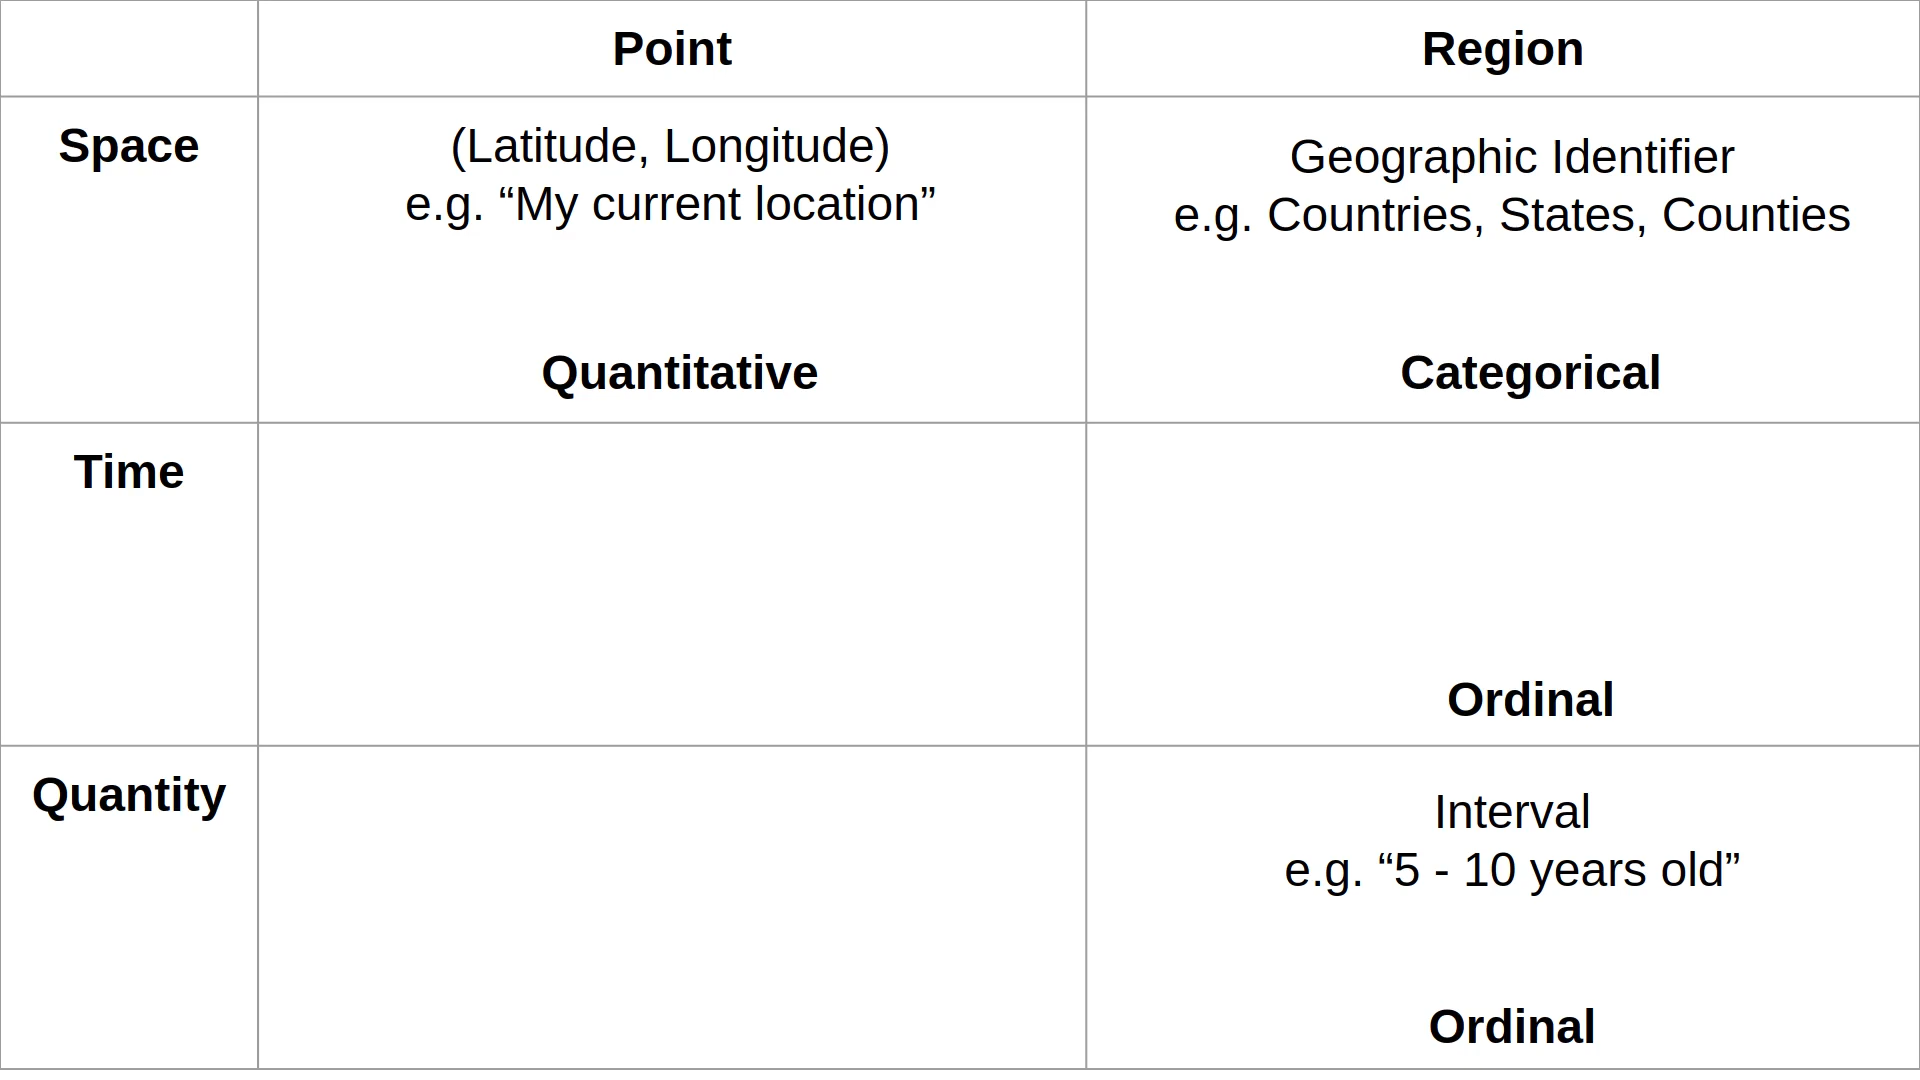 Point
Region
Space
(Latitude, Longitude)
e.g. “My current location”
Quantitative
Geographic Identifier
e.g. Countries, States, Counties
Categorical
Time
Ordinal
Quantity
Interval
e.g. “5 - 10 years old”
Ordinal